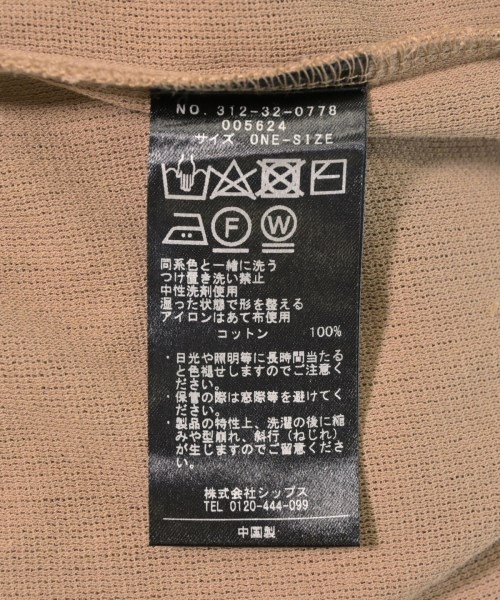 NO. 312-32-0778
005624
サイズ ONE-SIZE
F W
同系色と一緒に洗う
つけ置き洗い禁止
中性洗剤使用
湿った状態で形を整える
アイロンはあて布使用
コットン 100%
・日光や照明等に長時間当たる
と色褪せしますのでご注意く
ださい。
・保管の際は窓際等を避けてく
ださい。
・製品の特性上、洗濯の後に縮
みや型崩れ、斜行(ねじれ)
が生じますのでご留意くださ
い。
株式会社シップス
TEL 0120-444-099
中国製